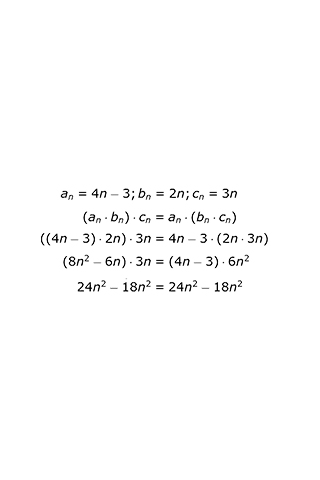 aₙ = 4n − 3; bₙ = 2n; cₙ = 3n
(aₙ · bₙ) · cₙ = aₙ · (bₙ · cₙ)
((4n − 3) · 2n) · 3n = 4n − 3 · (2n · 3n)
(8n² − 6n) · 3n = (4n − 3) · 6n²
24n² − 18n² = 24n² − 18n²